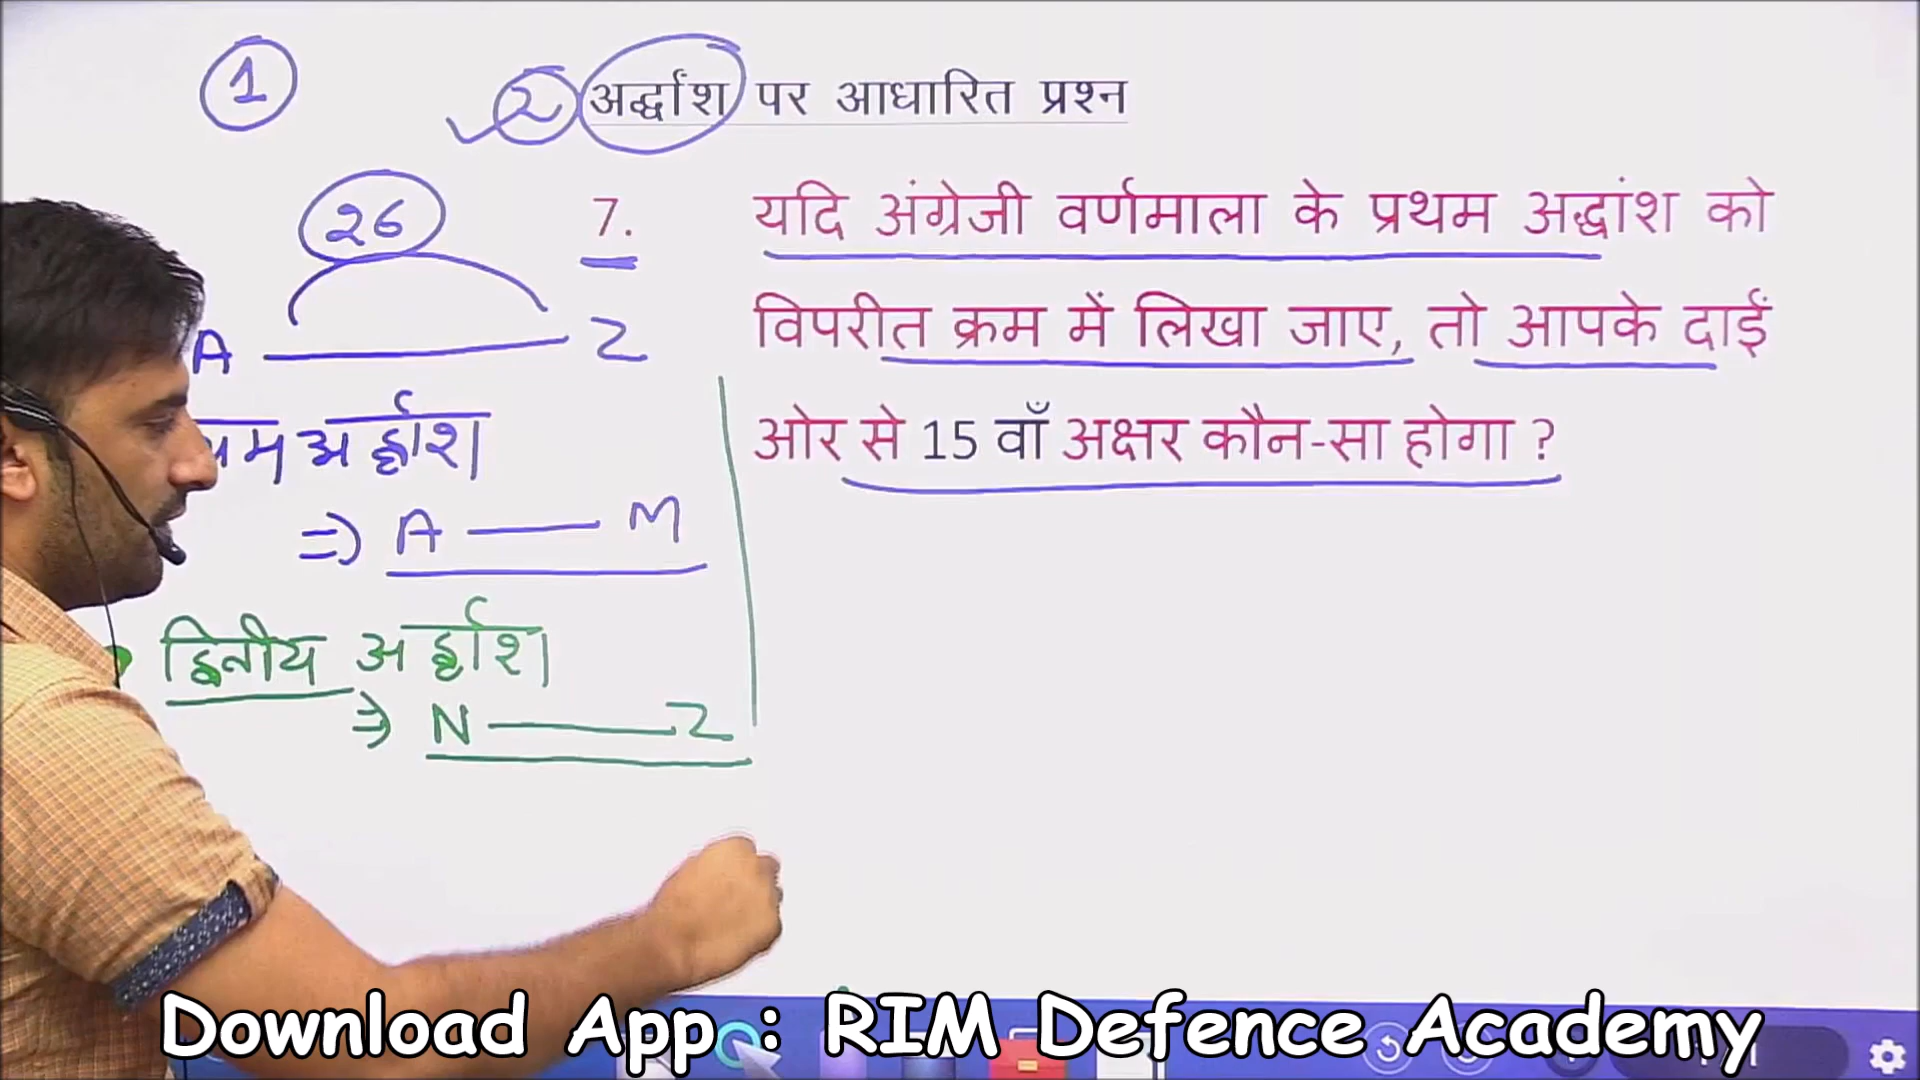 1
2 अर्द्धांश पर आधारित प्रश्न
26
A Z
अर्द्धांश
=> A M
द्वितीय अर्द्धांश
=> N Z
7. यदि अंग्रेजी वर्णमाला के प्रथम अद्धांश को
विपरीत क्रम में लिखा जाए, तो आपके दाईं
ओर से 15 वाँ अक्षर कौन-सा होगा ?
Download App : RIM Defence Academy